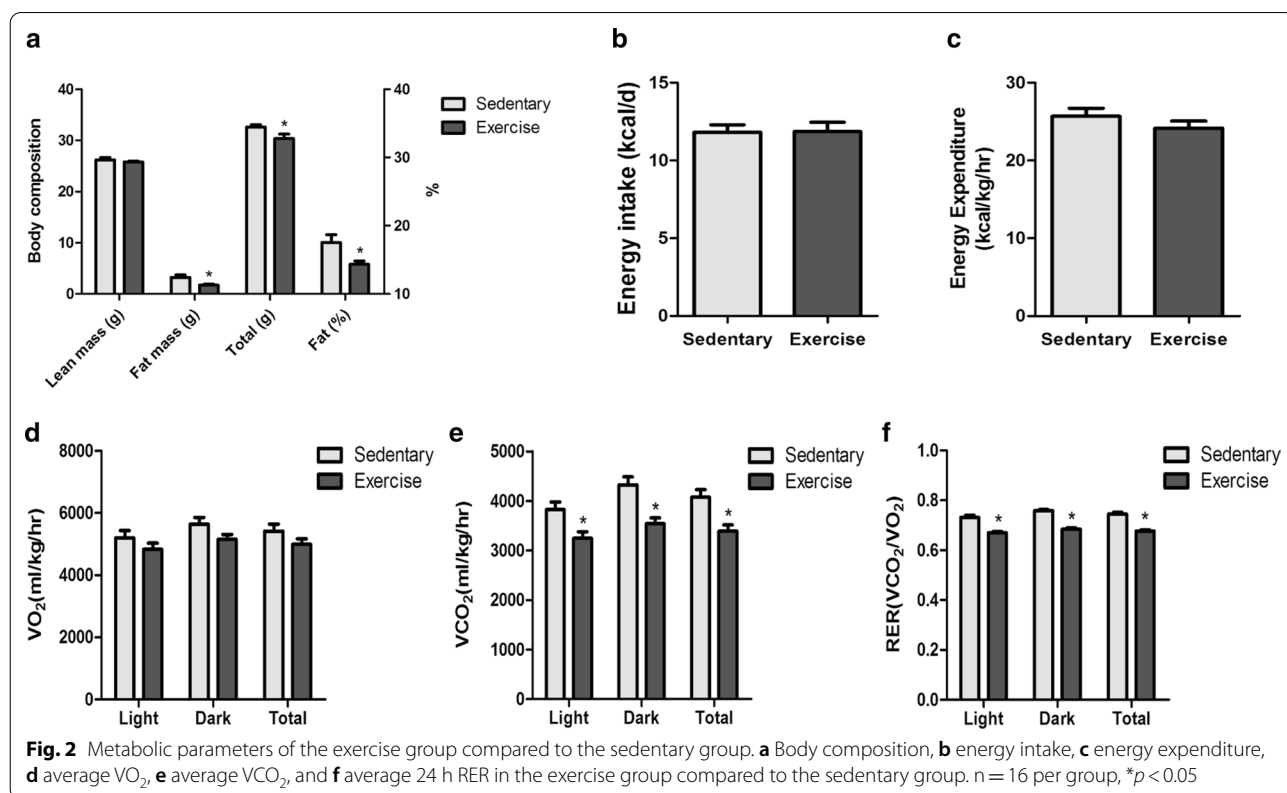 a
Body composition
40
30
20
10
0
40
30
20
10
%
Lean mass (g)
Fat mass (g)
Total (g)
Fat (%)
*
*
*
Sedentary
Exercise
b
Energy intake (kcal/d)
15
10
5
0
Sedentary
Exercise
c
Energy Expenditure
(kcal/kg/hr)
30
20
10
0
Sedentary
Exercise
d
VO₂(ml/kg/hr)
8000
6000
4000
2000
0
Light
Dark
Total
Sedentary
Exercise
e
VCO₂(ml/kg/hr)
5000
4000
3000
2000
1000
0
*
*
*
Light
Dark
Total
Sedentary
Exercise
f
RER(VCO₂/VO₂)
1.0
0.8
0.6
0.4
0.2
0.0
*
*
*
Light
Dark
Total
Sedentary
Exercise
Fig. 2 Metabolic parameters of the exercise group compared to the sedentary group. a Body composition, b energy intake, c energy expenditure,
d average VO₂, e average VCO₂, and f average 24 h RER in the exercise group compared to the sedentary group. n = 16 per group, *p < 0.05